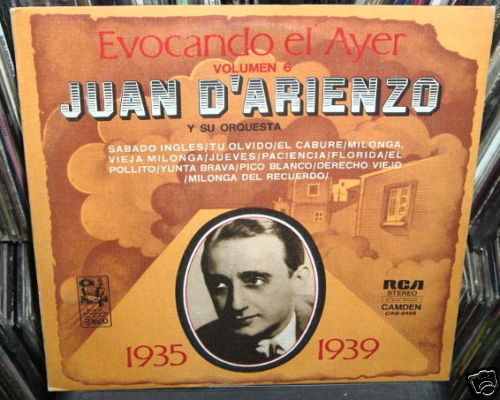 Evocando el Ayer
VOLUMEN 6
JUAN D'ARIENZO
Y SU ORQUESTA
SABADO INGLES/TU OLVIDO/EL CABURE/MILONGA,
VIEJA MILONGA/JUEVES/PACIENCIA/FLORIDA/EL
POLLITO/YUNTA BRAVA/PICO BLANCO/DERECHO VIEJO
/MILONGA DEL RECUERDO/
RCA
STEREO
CAMDEN
1935
1939
ebY